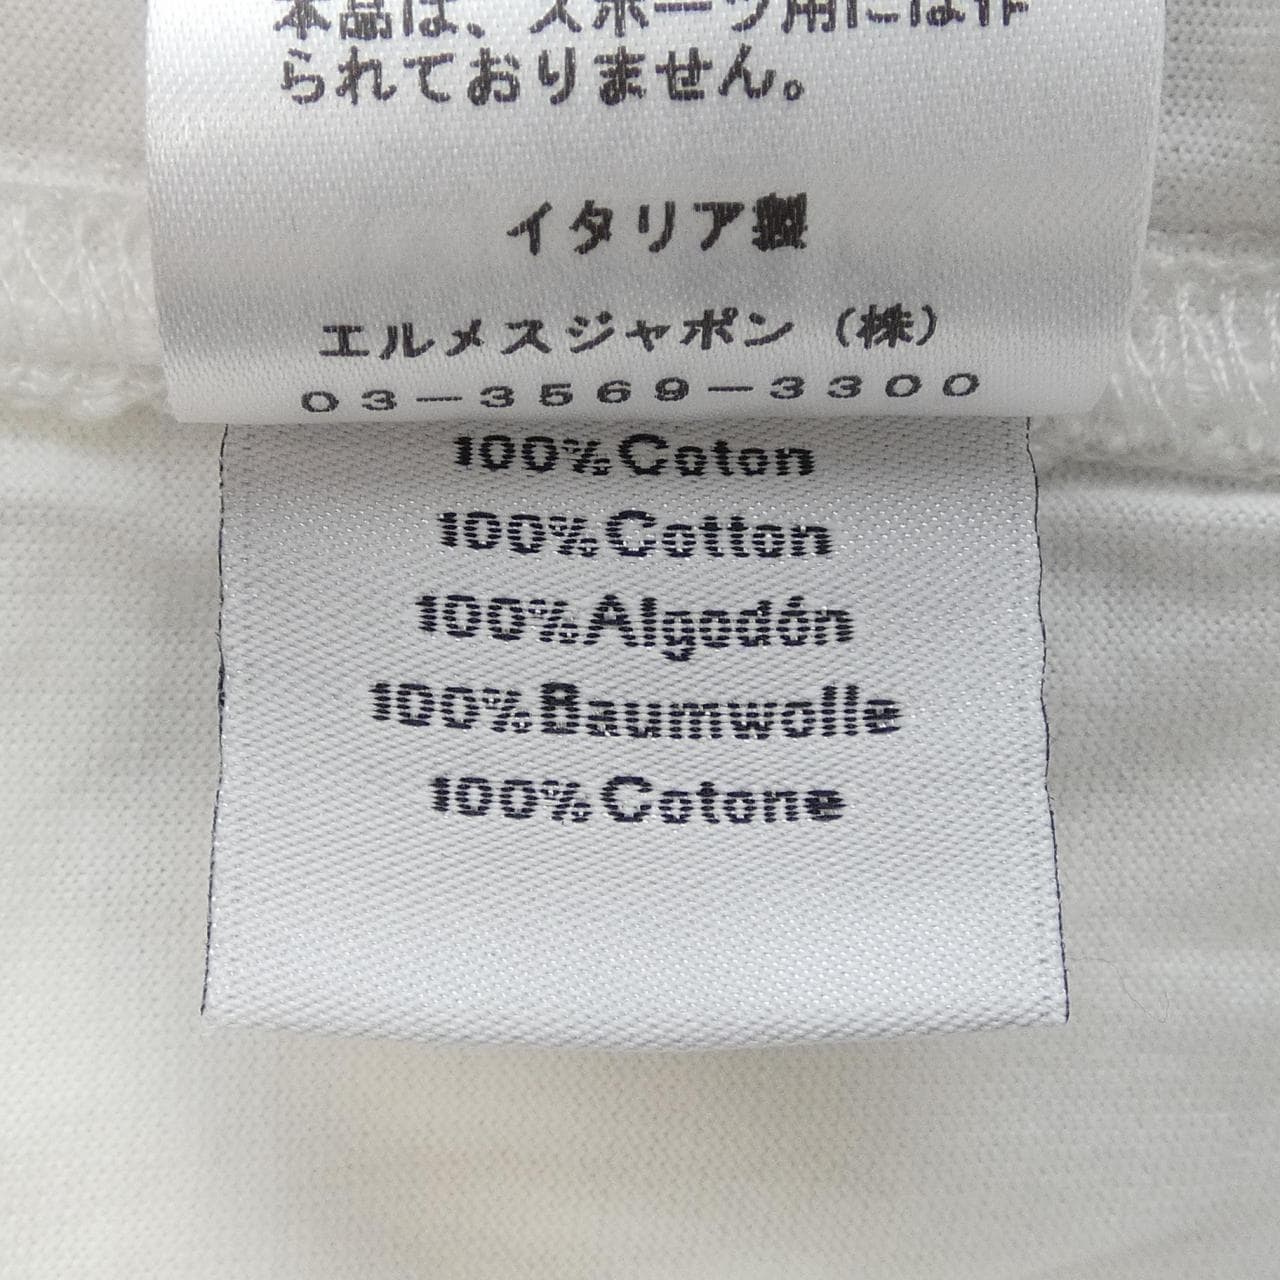 本品は、スポーツ用には作
られておりません。
イタリア製
エルメスジャポン（株）
０３－３５６９－３３００
100%Coton
100%Cotton
100%Algodón
100%Baumwolle
100%Cotone